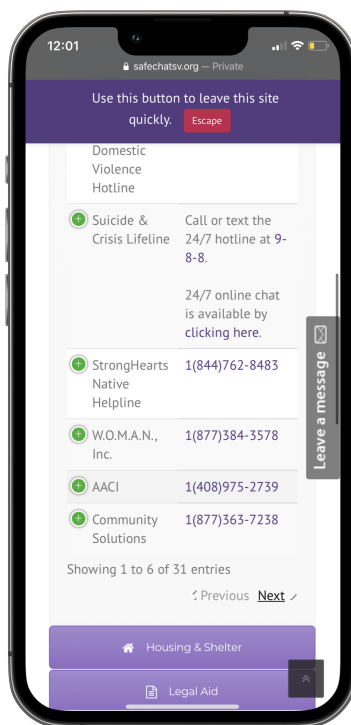 12:01
safechatsv.org — Private
Use this button to leave this site
quickly. Escape
Domestic
Violence
Hotline
Suicide &
Crisis Lifeline
Call or text the
24/7 hotline at 9-
8-8.
24/7 online chat
is available by
clicking here.
StrongHearts
Native
Helpline
1(844)762-8483
W.O.M.A.N.,
Inc.
1(877)384-3578
AACI
1(408)975-2739
Community
Solutions
1(877)363-7238
Showing 1 to 6 of 31 entries
Previous Next
Leave a message
Housing & Shelter
Legal Aid